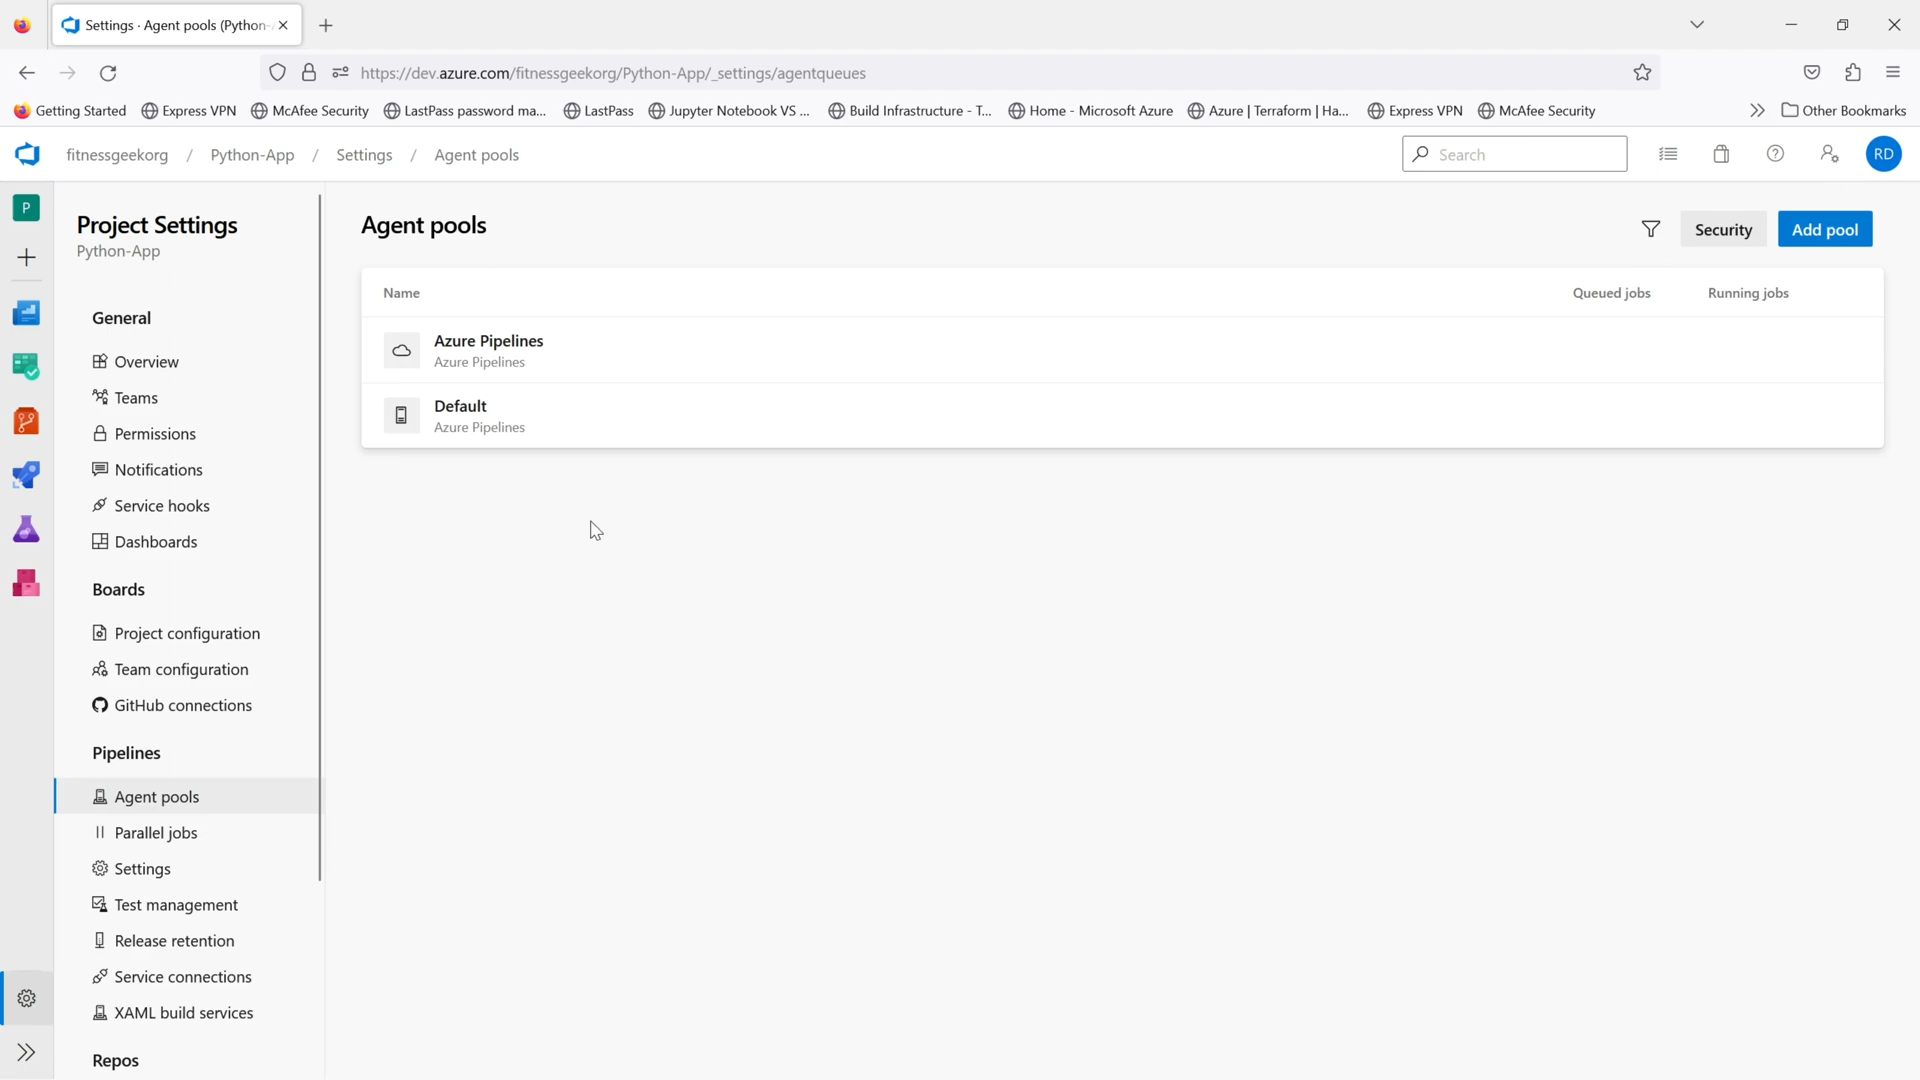 Settings · Agent pools (Python-
https://dev.azure.com/fitnessgeekorg/Python-App/_settings/agentqueues
Getting Started
Express VPN
McAfee Security
LastPass password ma...
LastPass
Jupyter Notebook VS ...
Build Infrastructure - T...
Home - Microsoft Azure
Azure | Terraform | Ha...
Express VPN
McAfee Security
Other Bookmarks
fitnessgeekorg / Python-App / Settings / Agent pools
Search
RD
P
Project Settings
Python-App
General
Overview
Teams
Permissions
Notifications
Service hooks
Dashboards
Boards
Project configuration
Team configuration
GitHub connections
Pipelines
Agent pools
Parallel jobs
Settings
Test management
Release retention
Service connections
XAML build services
Repos
Agent pools
Security
Add pool
Name
Queued jobs
Running jobs
Azure Pipelines
Azure Pipelines
Default
Azure Pipelines